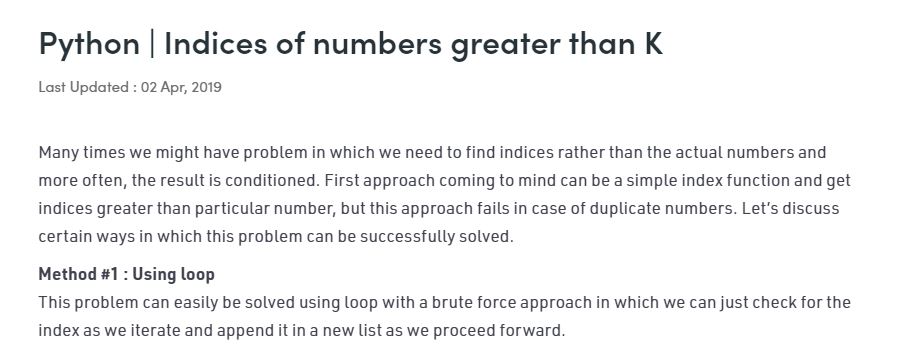 Python | Indices of numbers greater than K
Last Updated : 02 Apr, 2019
Many times we might have problem in which we need to find indices rather than the actual numbers and
more often, the result is conditioned. First approach coming to mind can be a simple index function and get
indices greater than particular number, but this approach fails in case of duplicate numbers. Let’s discuss
certain ways in which this problem can be successfully solved.
Method #1 : Using loop
This problem can easily be solved using loop with a brute force approach in which we can just check for the
index as we iterate and append it in a new list as we proceed forward.